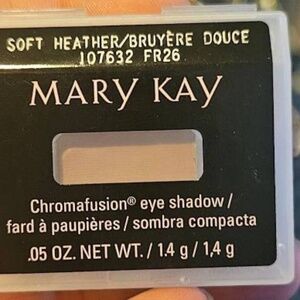 SOFT HEATHER/BRUYÈRE DOUCE
107632 FR26
MARY KAY
Chromafusion® eye shadow /
fard à paupières / sombra compacta
.05 OZ. NET WT. / 1.4 g / 1,4 g